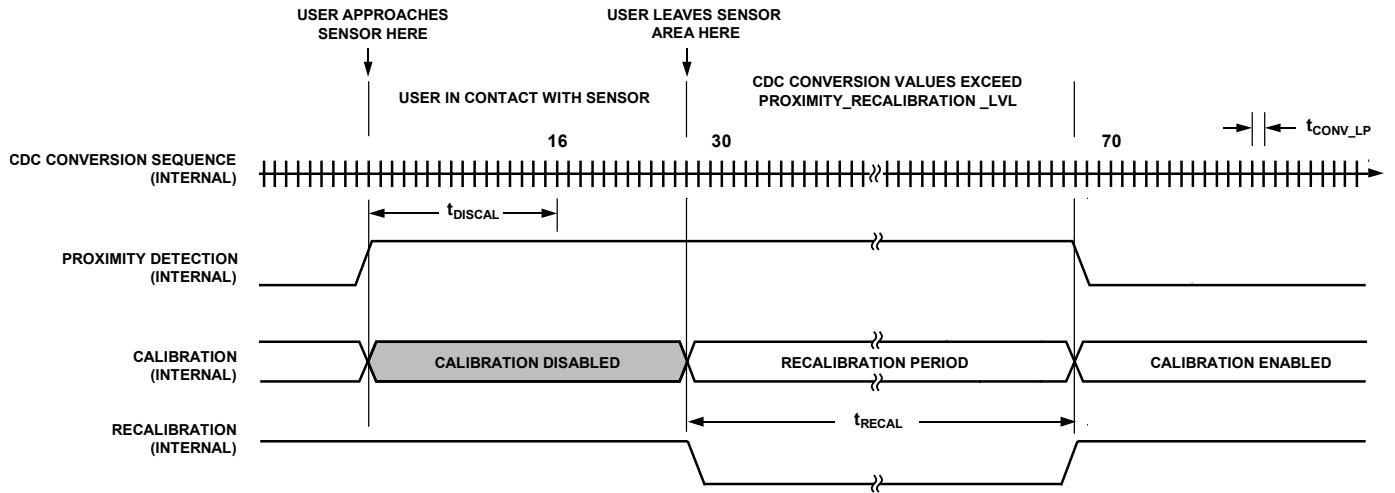 USER APPROACHES
SENSOR HERE
USER LEAVES SENSOR
AREA HERE
USER IN CONTACT WITH SENSOR
CDC CONVERSION VALUES EXCEED
PROXIMITY_RECALIBRATION _LVL
tCONV_LP
16
30
70
CDC CONVERSION SEQUENCE
(INTERNAL)
tDISCAL
PROXIMITY DETECTION
(INTERNAL)
CALIBRATION
(INTERNAL)
CALIBRATION DISABLED
RECALIBRATION PERIOD
CALIBRATION ENABLED
tRECAL
RECALIBRATION
(INTERNAL)